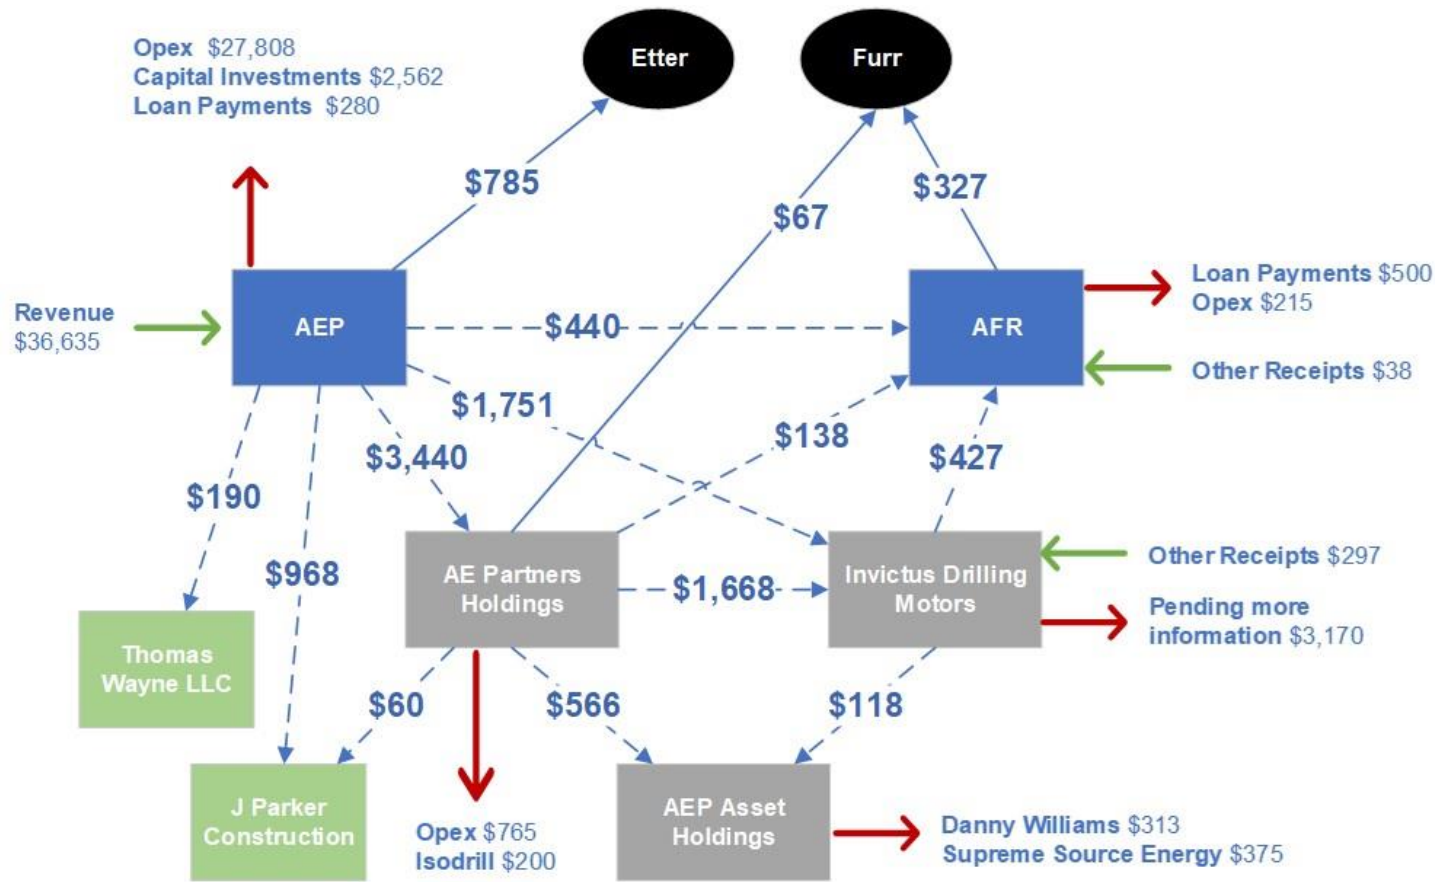 Opex $27,808
Capital Investments $2,562
Loan Payments $280
Etter
Furr
$785
$67
$327
Revenue
$36,635
AEP
$440
AFR
Loan Payments $500
Opex $215
Other Receipts $38
$1,751
$3,440
$138
$427
$190
$968
AE Partners
Holdings
$1,668
Invictus Drilling
Motors
Other Receipts $297
Pending more
information $3,170
Thomas
Wayne LLC
$60
$566
$118
J Parker
Construction
Opex $765
Isodrill $200
AEP Asset
Holdings
Danny Williams $313
Supreme Source Energy $375